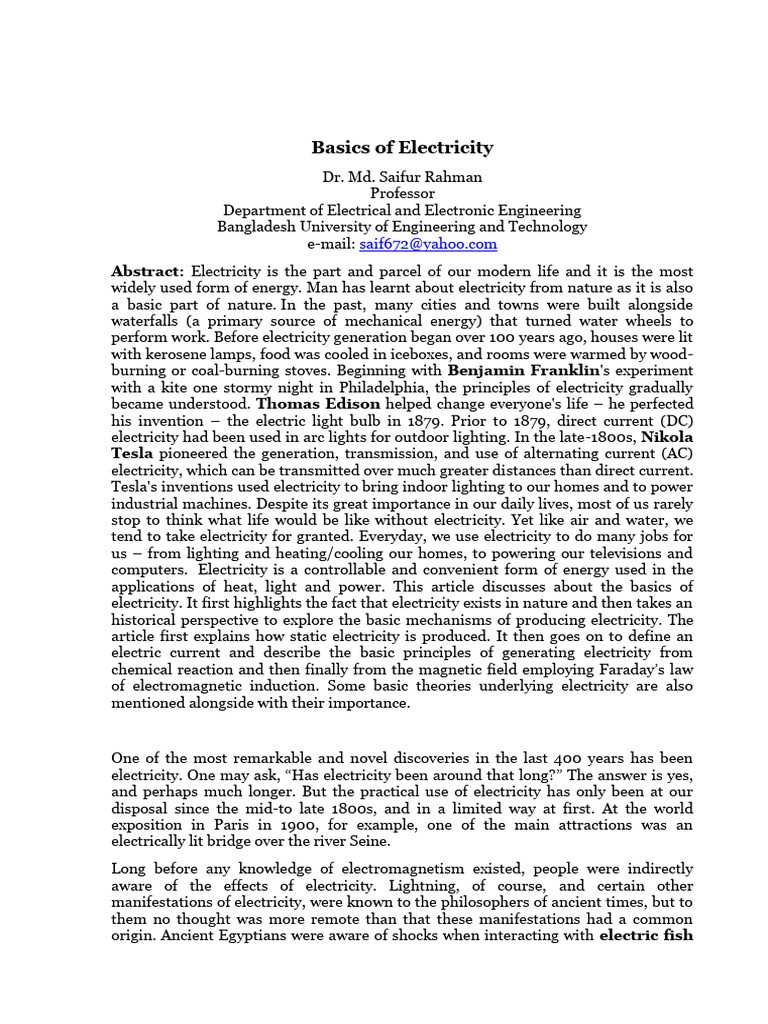 Basics of Electricity
Dr. Md. Saifur Rahman
Professor
Department of Electrical and Electronic Engineering
Bangladesh University of Engineering and Technology
e-mail: saif672@yahoo.com
Abstract: Electricity is the part and parcel of our modern life and it is the most
widely used form of energy. Man has learnt about electricity from nature as it is also
a basic part of nature. In the past, many cities and towns were built alongside
waterfalls (a primary source of mechanical energy) that turned water wheels to
perform work. Before electricity generation began over 100 years ago, houses were lit
with kerosene lamps, food was cooled in iceboxes, and rooms were warmed by wood-
burning or coal-burning stoves. Beginning with Benjamin Franklin's experiment
with a kite one stormy night in Philadelphia, the principles of electricity gradually
became understood. Thomas Edison helped change everyone's life – he perfected
his invention – the electric light bulb in 1879. Prior to 1879, direct current (DC)
electricity had been used in arc lights for outdoor lighting. In the late-1800s, Nikola
Tesla pioneered the generation, transmission, and use of alternating current (AC)
electricity, which can be transmitted over much greater distances than direct current.
Tesla's inventions used electricity to bring indoor lighting to our homes and to power
industrial machines. Despite its great importance in our daily lives, most of us rarely
stop to think what life would be like without electricity. Yet like air and water, we
tend to take electricity for granted. Everyday, we use electricity to do many jobs for
us – from lighting and heating/cooling our homes, to powering our televisions and
computers. Electricity is a controllable and convenient form of energy used in the
applications of heat, light and power. This article discusses about the basics of
electricity. It first highlights the fact that electricity exists in nature and then takes an
historical perspective to explore the basic mechanisms of producing electricity. The
article first explains how static electricity is produced. It then goes on to define an
electric current and describe the basic principles of generating electricity from
chemical reaction and then finally from the magnetic field employing Faraday's law
of electromagnetic induction. Some basic theories underlying electricity are also
mentioned alongside with their importance.
One of the most remarkable and novel discoveries in the last 400 years has been
electricity. One may ask, “Has electricity been around that long?” The answer is yes,
and perhaps much longer. But the practical use of electricity has only been at our
disposal since the mid-to late 1800s, and in a limited way at first. At the world
exposition in Paris in 1900, for example, one of the main attractions was an
electrically lit bridge over the river Seine.
Long before any knowledge of electromagnetism existed, people were indirectly
aware of the effects of electricity. Lightning, of course, and certain other
manifestations of electricity, were known to the philosophers of ancient times, but to
them no thought was more remote than that these manifestations had a common
origin. Ancient Egyptians were aware of shocks when interacting with electric fish